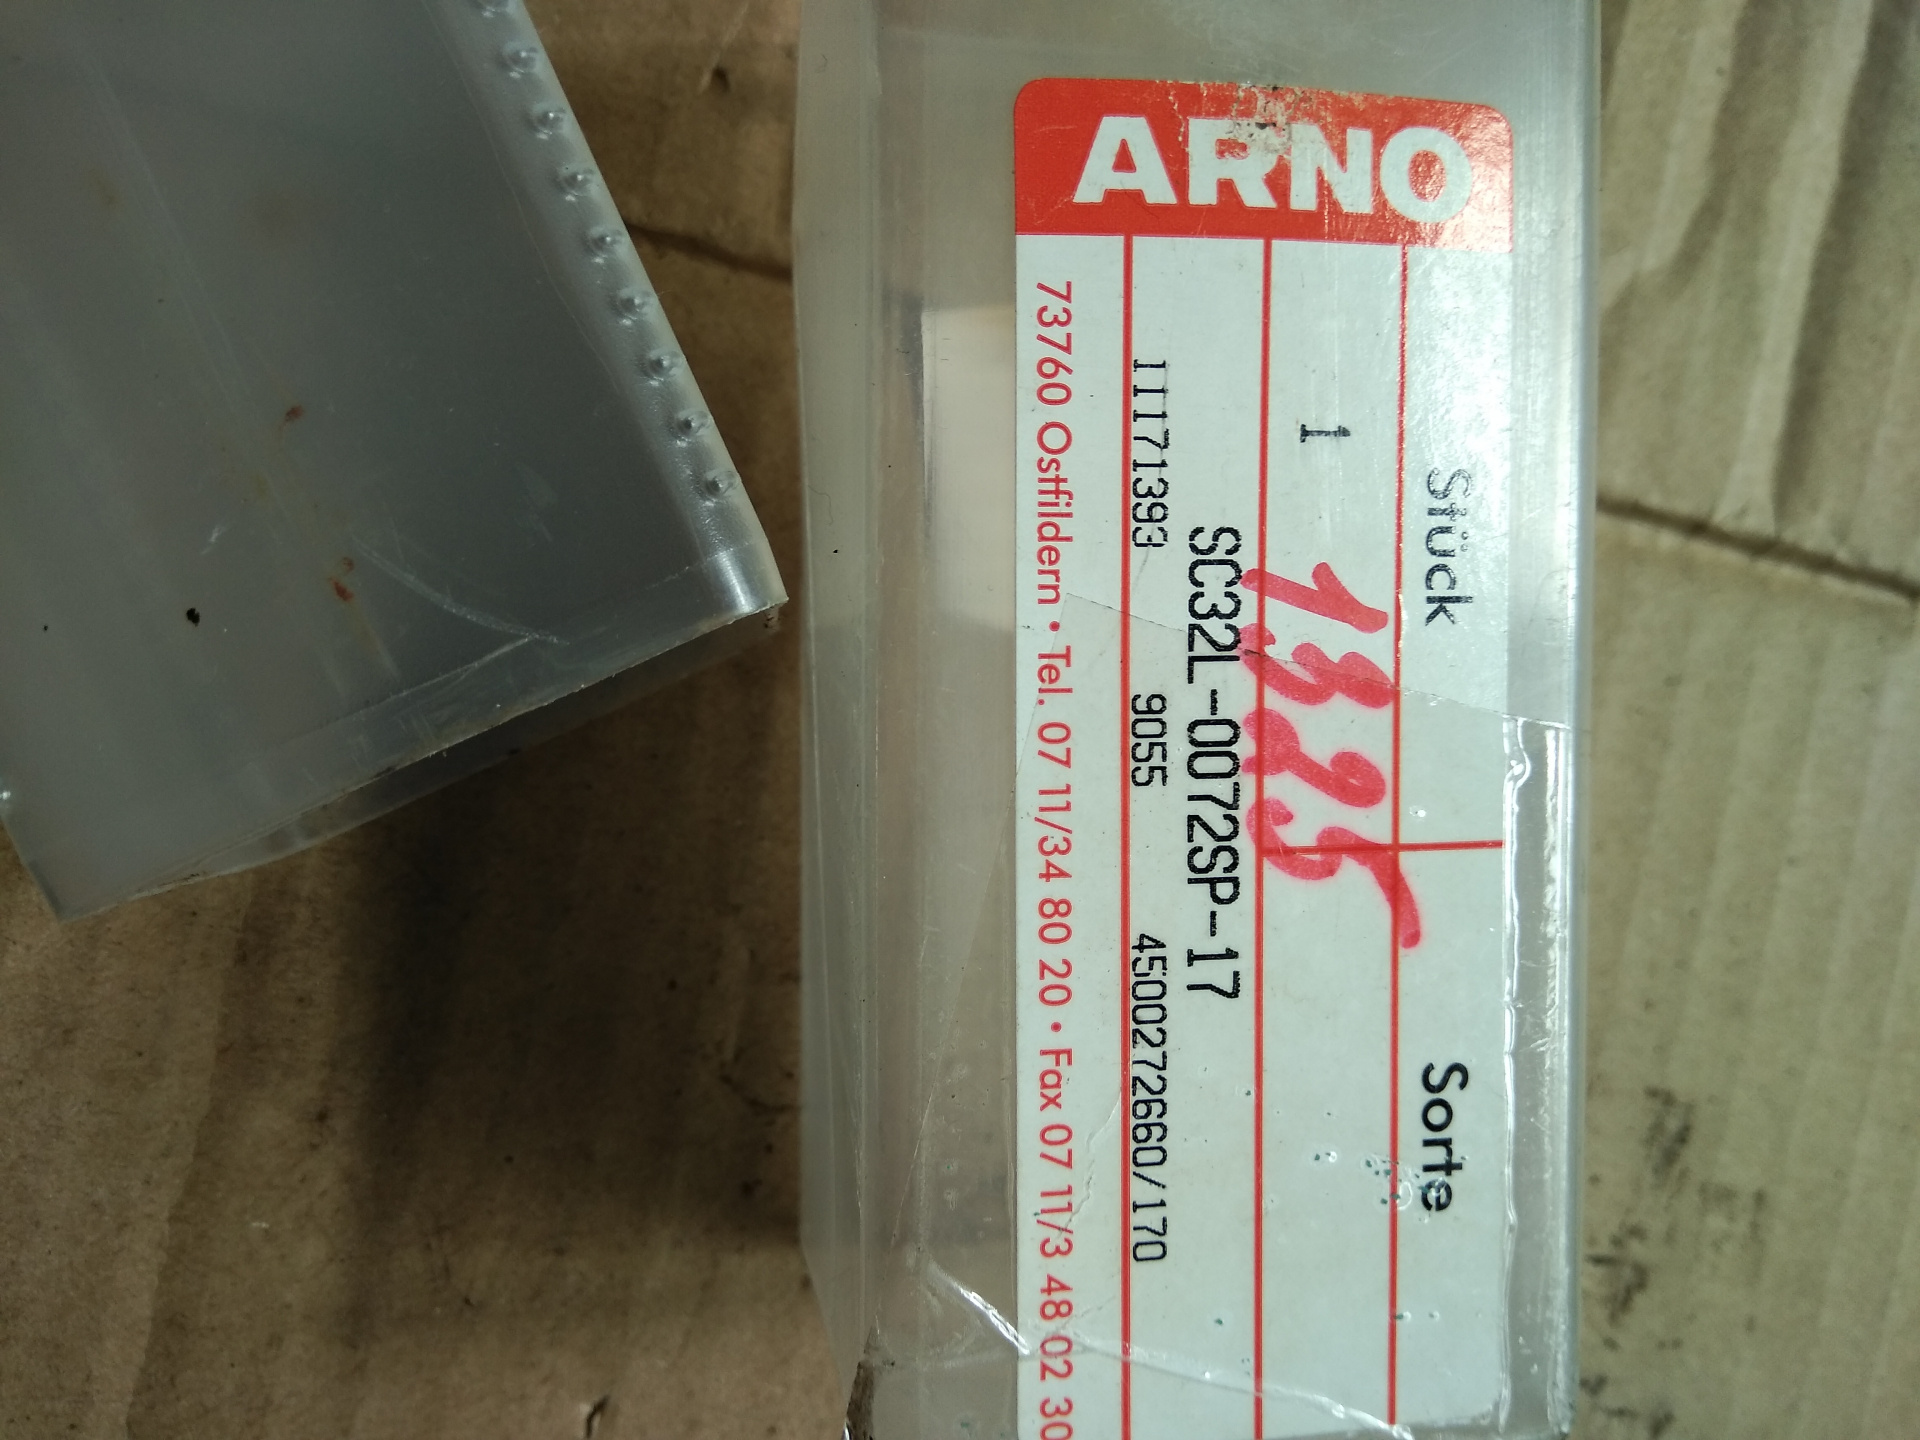 ARNO
Stück
Sorte
1
1825
SC32L-0072SP-17
11171393 9055 4500272660/170
73760 Ostfildern • Tel. 07 11/34 80 20 • Fax 07 11/3 48 02 30